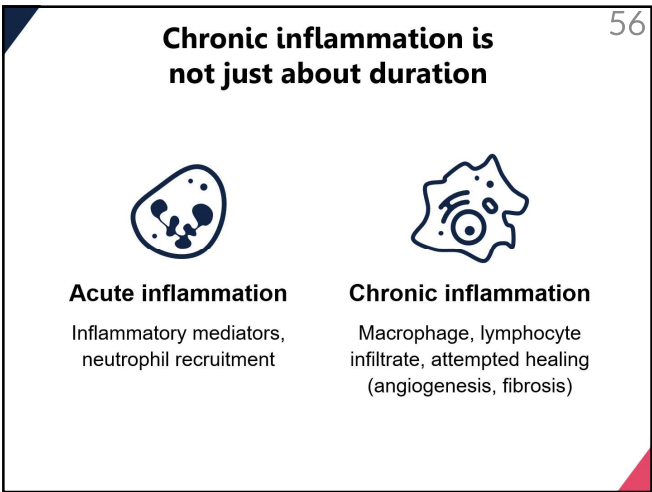 56
Chronic inflammation is
not just about duration
Acute inflammation
Inflammatory mediators,
neutrophil recruitment
Chronic inflammation
Macrophage, lymphocyte
infiltrate, attempted healing
(angiogenesis, fibrosis)